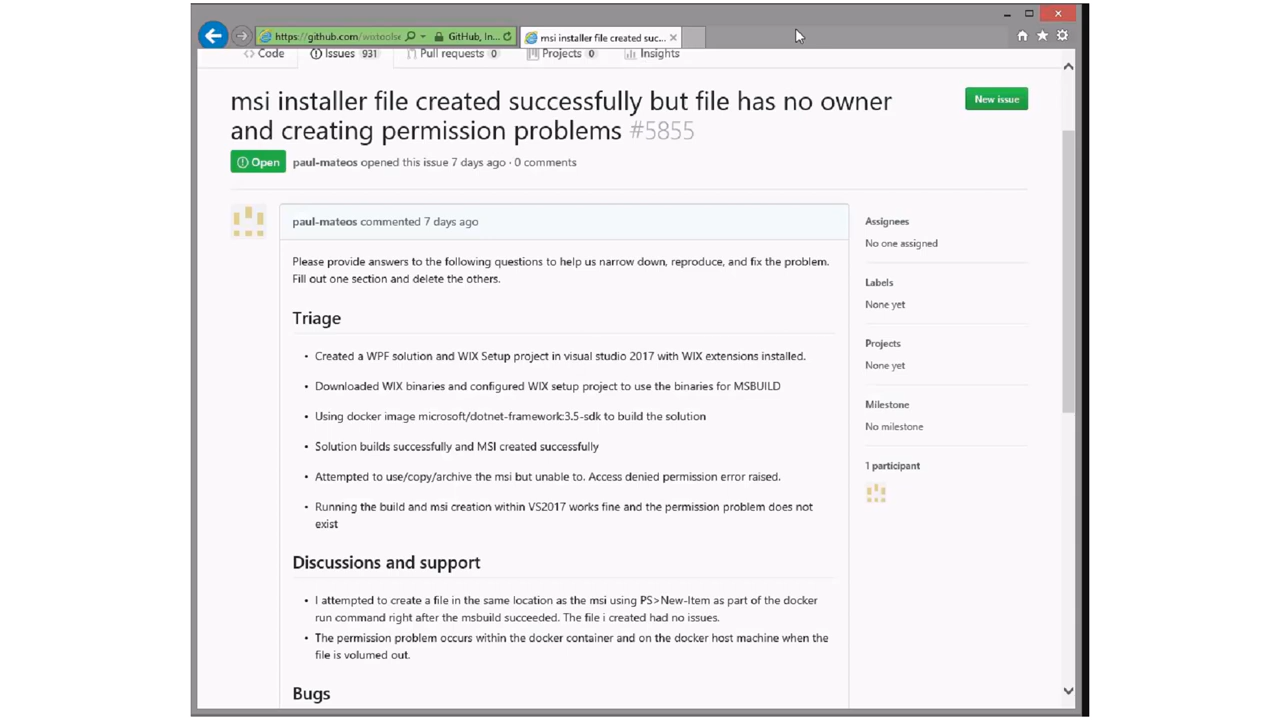 https://github.com/wixtoolse
GitHub, In...
msi installer file created suc...
Code
Issues 931
Pull requests 0
Projects 0
Insights
msi installer file created successfully but file has no owner
and creating permission problems #5855
New issue
Open
paul-mateos opened this issue 7 days ago · 0 comments
paul-mateos commented 7 days ago
Please provide answers to the following questions to help us narrow down, reproduce, and fix the problem.
Fill out one section and delete the others.
Triage
• Created a WPF solution and WIX Setup project in visual studio 2017 with WIX extensions installed.
• Downloaded WIX binaries and configured WIX setup project to use the binaries for MSBUILD
• Using docker image microsoft/dotnet-framework:3.5-sdk to build the solution
• Solution builds successfully and MSI created successfully
• Attempted to use/copy/archive the msi but unable to. Access denied permission error raised.
• Running the build and msi creation within VS2017 works fine and the permission problem does not
exist
Discussions and support
• I attempted to create a file in the same location as the msi using PS>New-Item as part of the docker
run command right after the msbuild succeeded. The file i created had no issues.
• The permission problem occurs within the docker container and on the docker host machine when the
file is volumed out.
Bugs
Assignees
No one assigned
Labels
None yet
Projects
None yet
Milestone
No milestone
1 participant